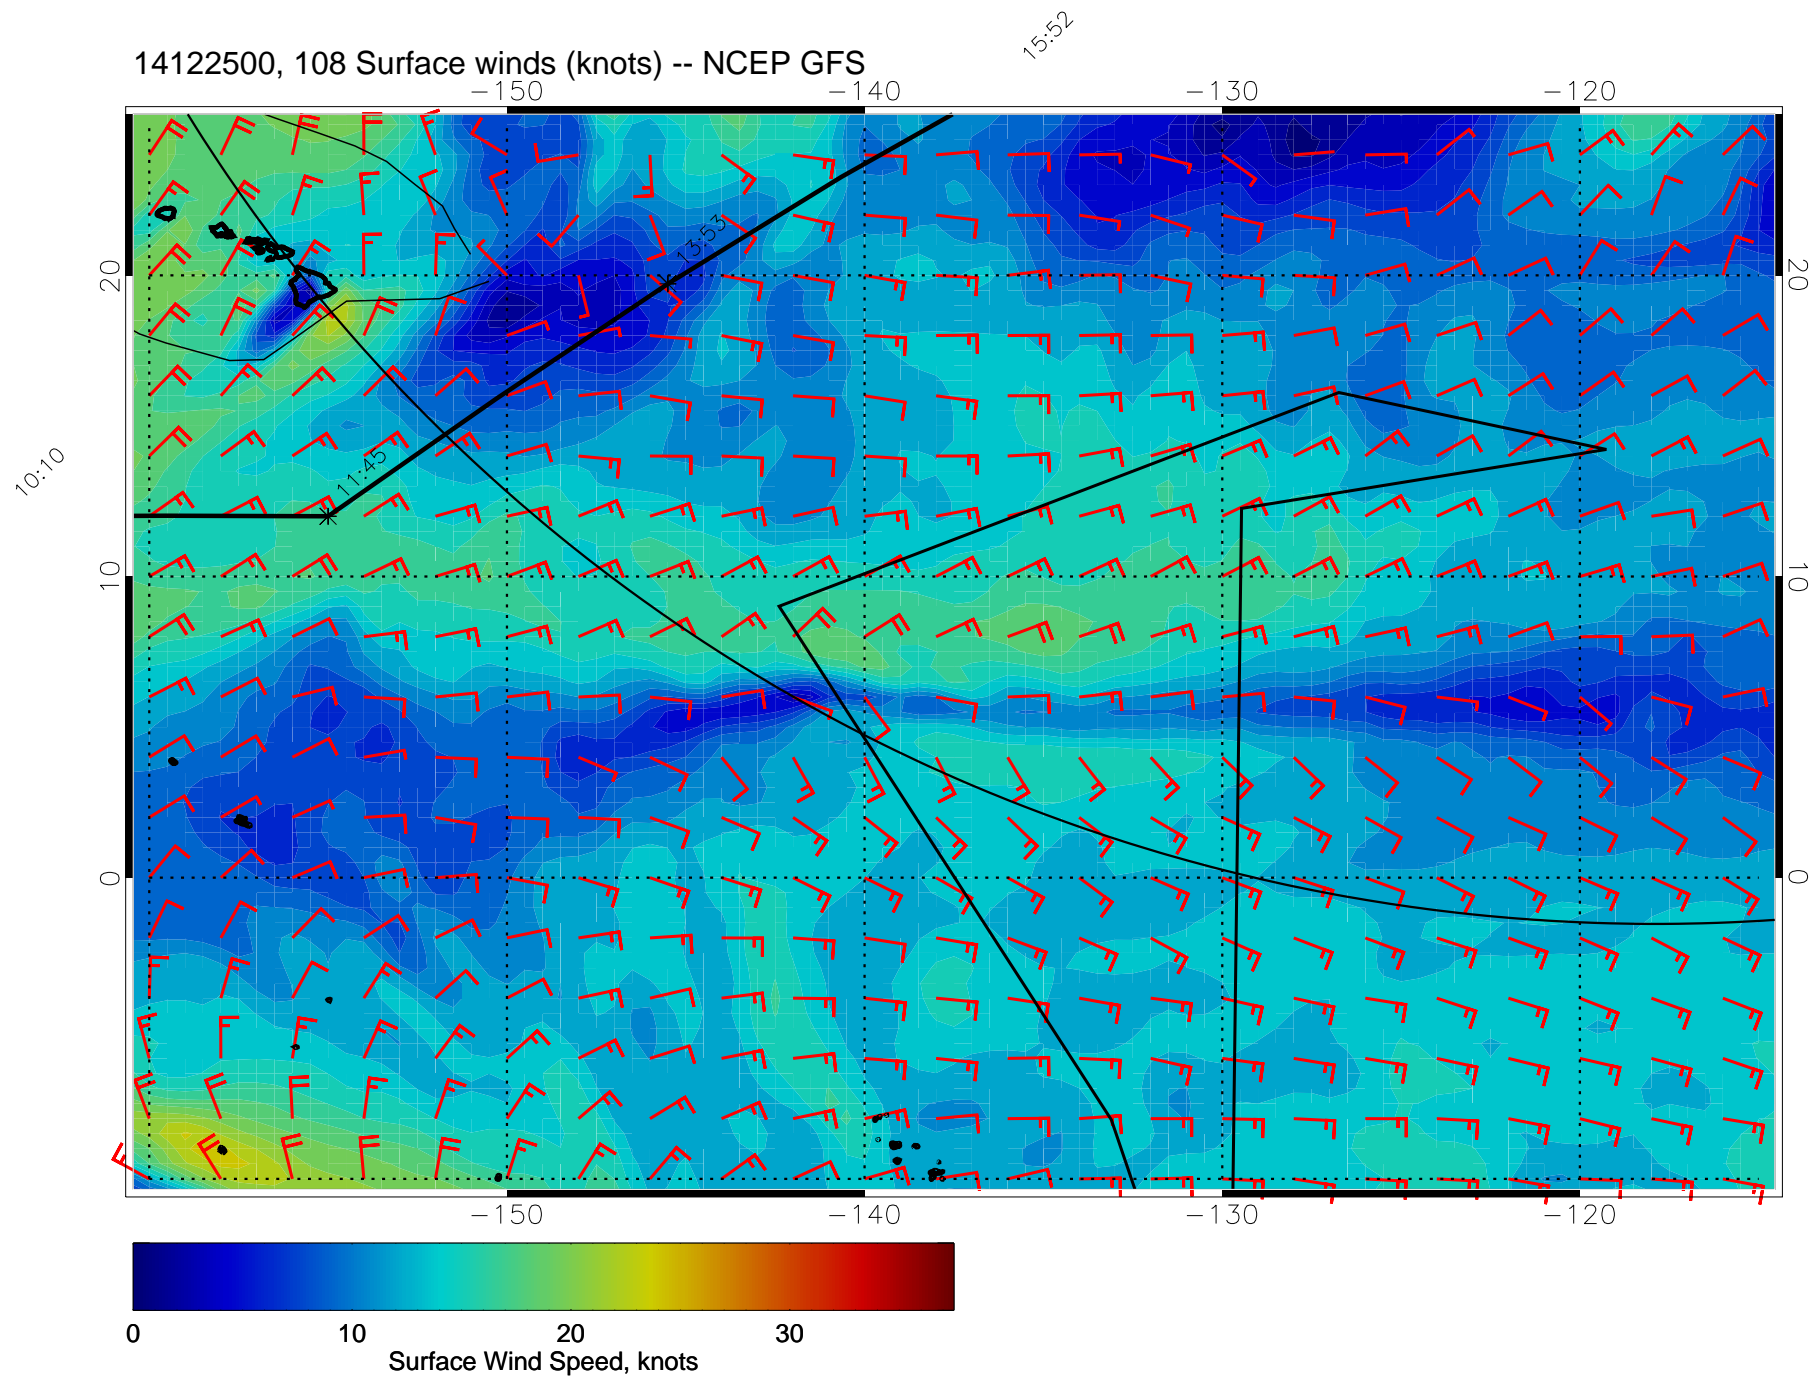 15:52
14122500, 108 Surface winds (knots) -- NCEP GFS
−150 −140 −130 −120
13:53
20 20
10:10
11:45
10 10
0 0
−150 −140 −130 −120
0 10 20 30
Surface Wind Speed, knots